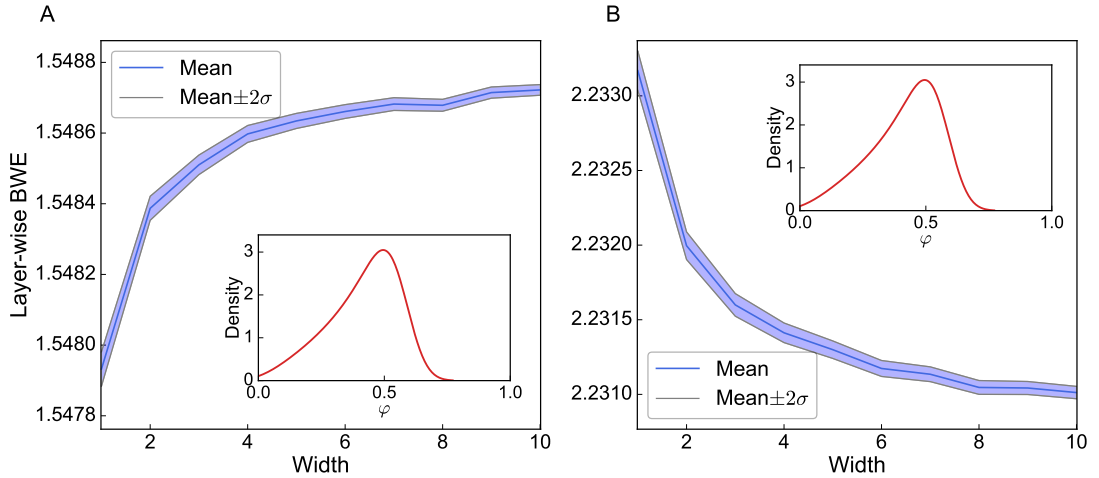 A
Layer-wise BWE
1.5488
1.5486
1.5484
1.5482
1.5480
1.5478
2
4
6
8
10
Width
Mean
Mean±2σ
Density
3
2
1
0
0.0
0.5
1.0
φ
B
2.2330
2.2325
2.2320
2.2315
2.2310
2
4
6
8
10
Width
Mean
Mean±2σ
Density
3
2
1
0
0.0
0.5
1.0
φ